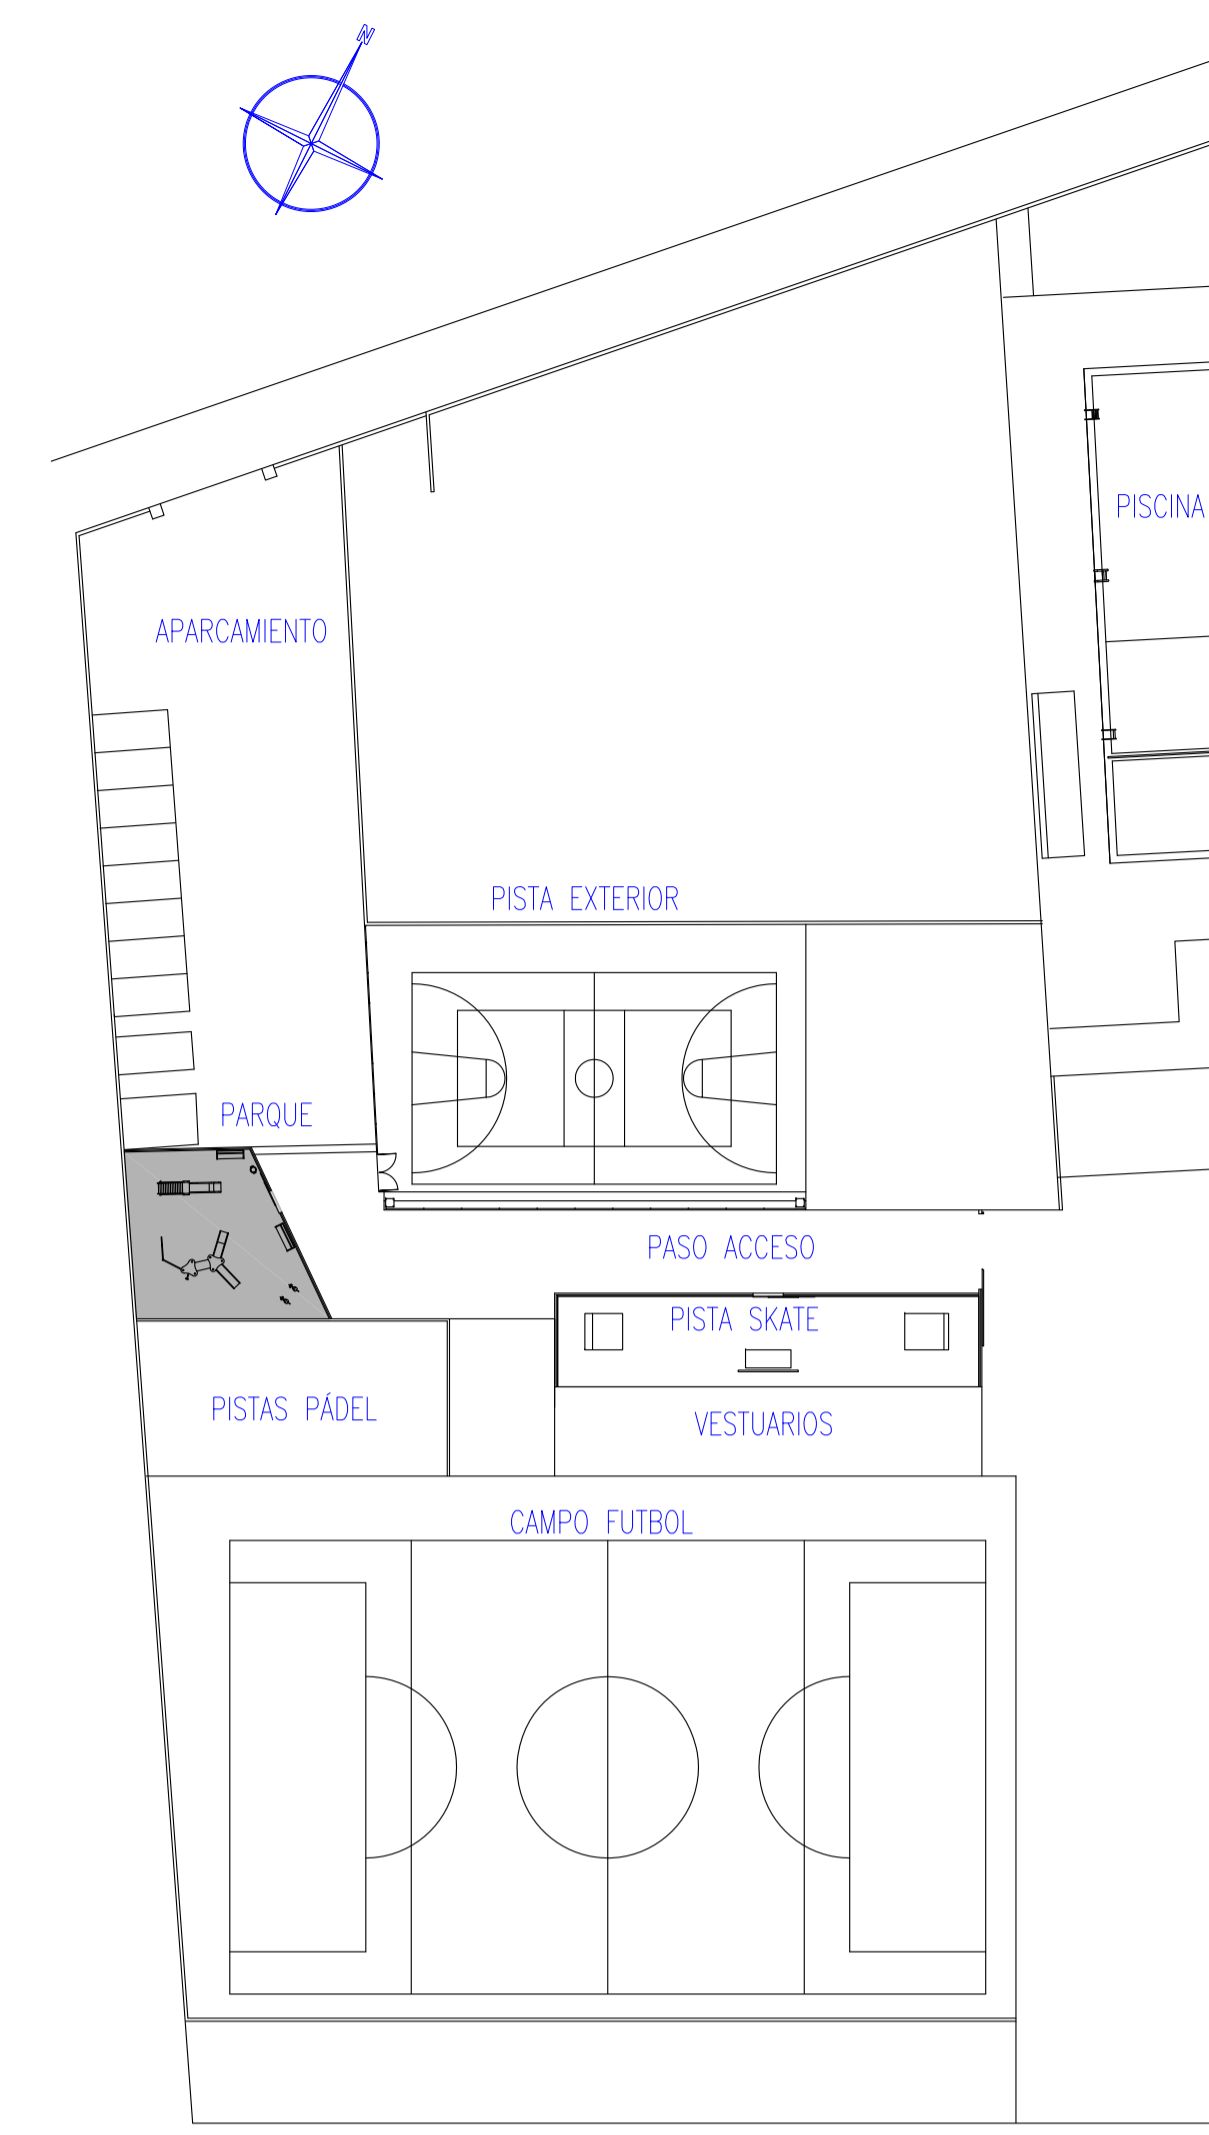 N
PISCINA
APARCAMIENTO
PISTA EXTERIOR
PARQUE
PASO ACCESO
PISTA SKATE
PISTAS PÁDEL
VESTUARIOS
CAMPO FUTBOL